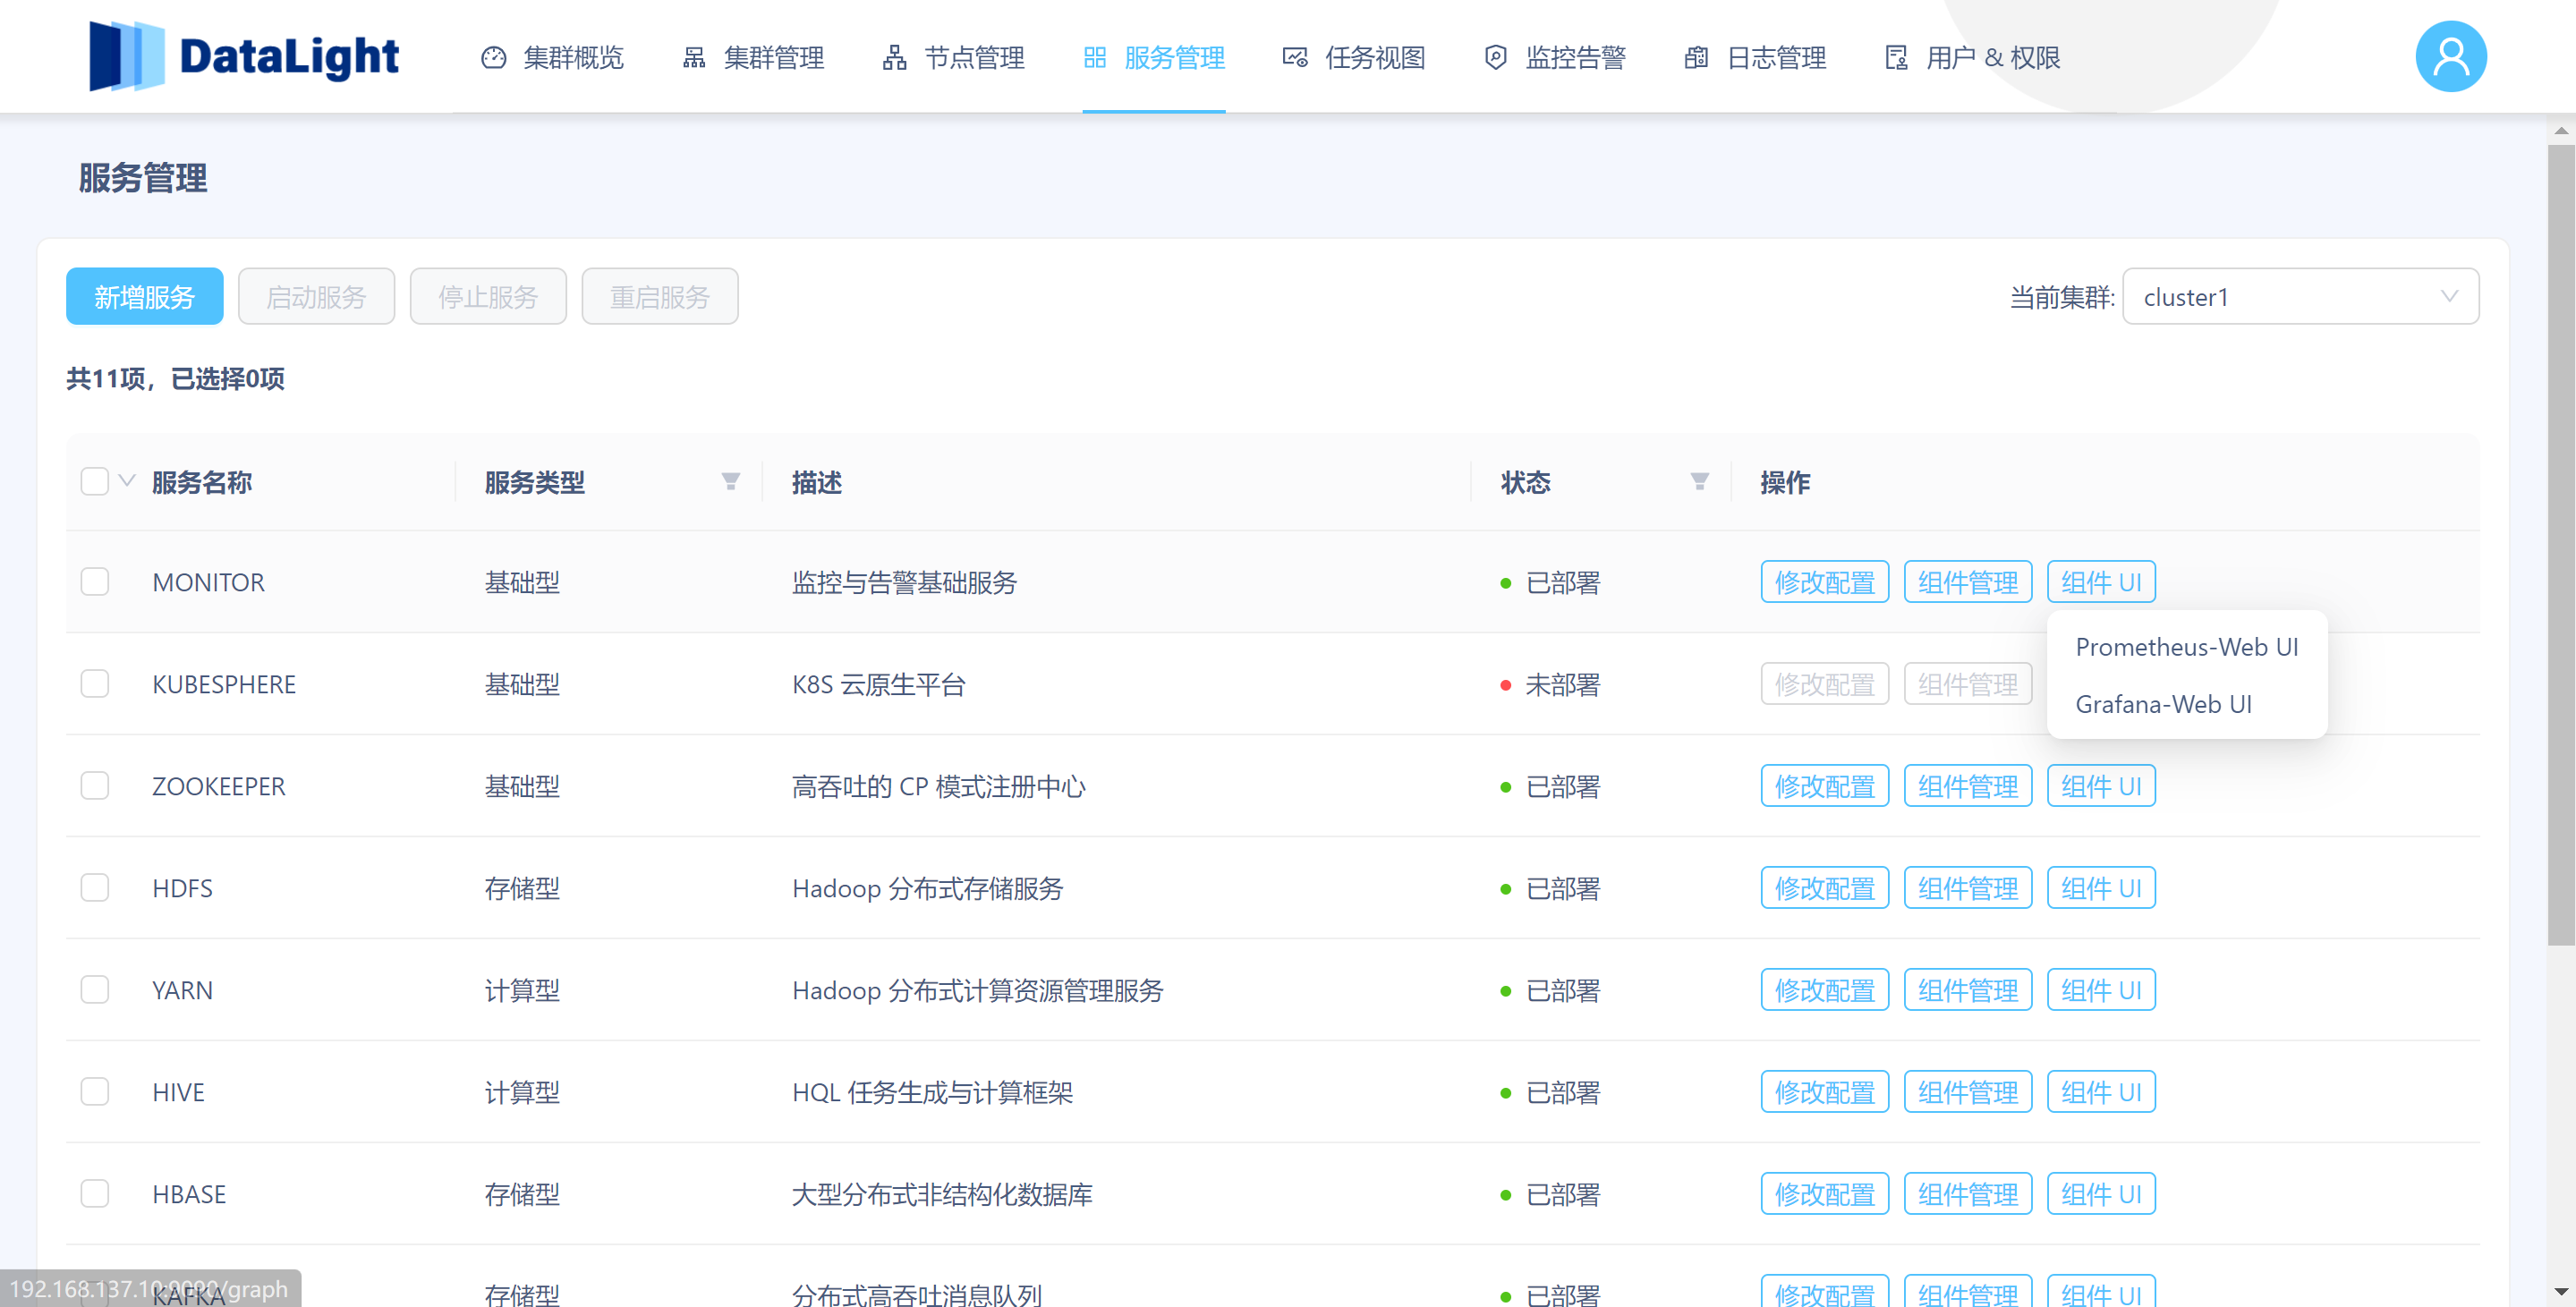 DataLight
集群概览
集群管理
节点管理
服务管理
任务视图
监控告警
日志管理
用户 & 权限
服务管理
新增服务
启动服务
停止服务
重启服务
当前集群:
cluster1
共11项，已选择0项
服务名称
服务类型
描述
状态
操作
MONITOR
基础型
监控与告警基础服务
已部署
修改配置
组件管理
组件 UI
Prometheus-Web UI
KUBESPHERE
基础型
K8S 云原生平台
未部署
修改配置
组件管理
Grafana-Web UI
ZOOKEEPER
基础型
高吞吐的 CP 模式注册中心
已部署
修改配置
组件管理
组件 UI
HDFS
存储型
Hadoop 分布式存储服务
已部署
修改配置
组件管理
组件 UI
YARN
计算型
Hadoop 分布式计算资源管理服务
已部署
修改配置
组件管理
组件 UI
HIVE
计算型
HQL 任务生成与计算框架
已部署
修改配置
组件管理
组件 UI
HBASE
存储型
大型分布式非结构化数据库
已部署
修改配置
组件管理
组件 UI
KAFKA
存储型
分布式高吞吐消息队列
已部署
修改配置
组件管理
组件 UI
192.168.137.10:9090/graph